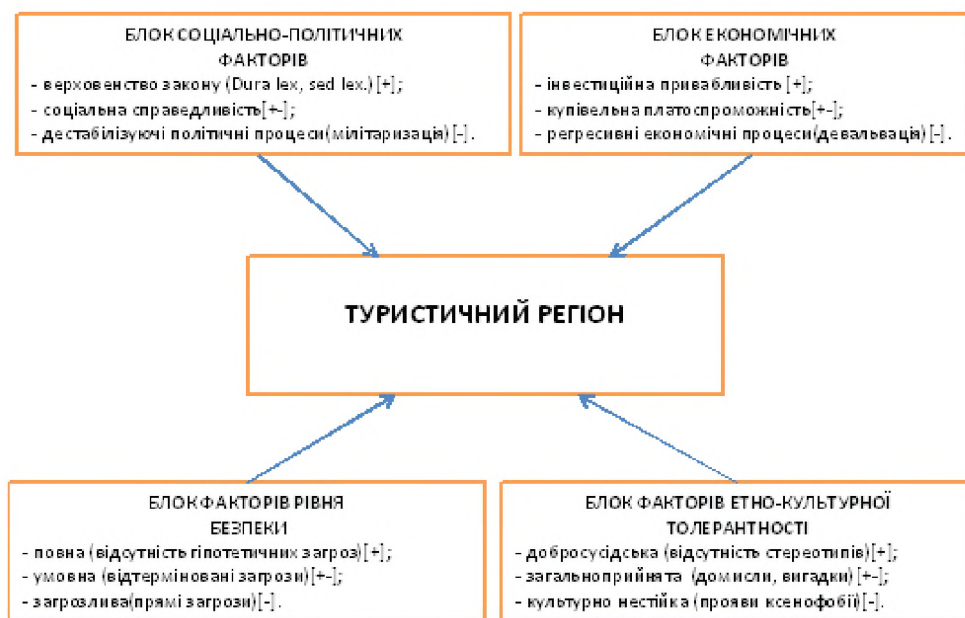 БЛОК СОЦІАЛЬНО-ПОЛІТИЧНИХ
ФАКТОРІВ
- верховенство закону (Dura lex, sed lex.) [+];
- соціальна справедливість[+-];
- дестабілізуючі політичні процеси(мілітаризація) [-].
БЛОК ЕКОНОМІЧНИХ
ФАКТОРІВ
- інвестиційна привабливість [+];
- купівельна платоспроможність[+-];
- регресивні економічні процеси(девальвація) [-].
ТУРИСТИЧНИЙ РЕГІОН
БЛОК ФАКТОРІВ РІВНЯ
БЕЗПЕКИ
- повна (відсутність гіпотетичних загроз) [+];
- умовна (відтерміновані загрози) [+-];
- загрозлива(прямі загрози) [-].
БЛОК ФАКТОРІВ ЕТНО-КУЛЬТУРНОЇ
ТОЛЕРАНТНОСТІ
- добросусідська (відсутність стереотипів) [+];
- загальноприйнята (домисли, вигадки) [+-];
- культурно нестійка (прояви ксенофобії) [-].